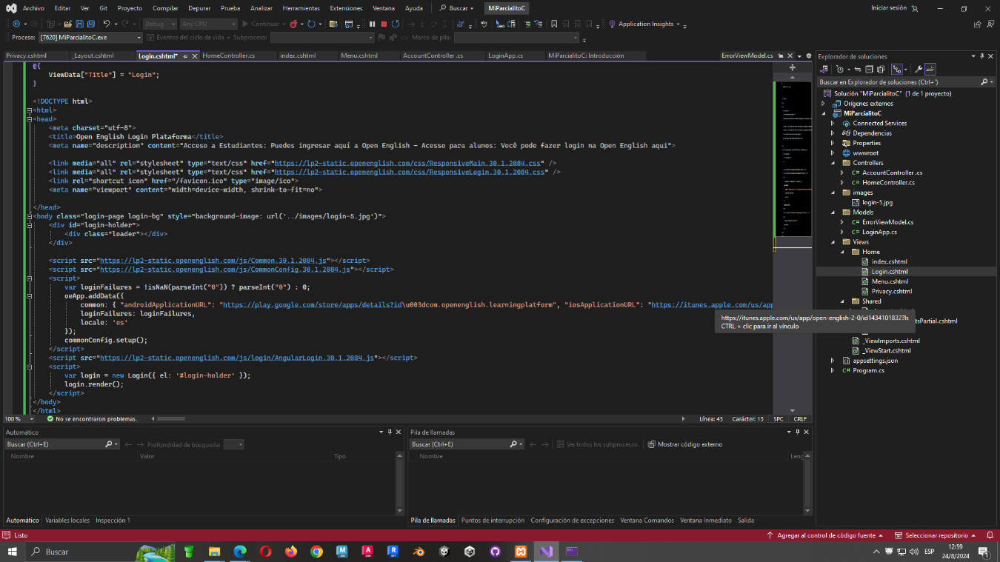 Archivo Editar Ver Git Proyecto Compilar Depurar Prueba Analizar Herramientas Extensiones Ventana Ayuda Buscar MiParcialitoC Iniciar sesión
Debug Any CPU Continuar Application Insights
Proceso: [7620] MiParcialitoC.exe Eventos del ciclo de vida Subproceso: Marco de pila:
Privacy.cshtml _Layout.cshtml Login.cshtml* HomeController.cs index.cshtml Menu.cshtml AccountController .cs LoginApp.cs MiParcialitoC: Introducción ErrorViewModel.cs
@{
ViewData["Title"] = "Login";
}
<!DOCTYPE html>
<html>
<head>
<meta charset="utf-8">
<title>Open English Login Plataforma</title>
<meta name="description" content="Acceso a Estudiantes: Puedes ingresar aquí a Open English - Acesso para alunos: Você pode fazer login na Open English aqui">
<link media="all" rel="stylesheet" type="text/css" href="https://lp2-static.openenglish.com/css/ResponsiveMain.30.1.2084.css" />
<link media="all" rel="stylesheet" type="text/css" href="https://lp2-static.openenglish.com/css/ResponsiveLogin.30.1.2084.css" />
<link rel="shortcut icon" href="/favicon.ico" type="image/ico">
<meta name="viewport" content="width=device-width, shrink-to-fit=no">
</head>
<body class="login-page login-bg" style="background-image: url('../images/login-5.jpg')">
<div id="login-holder">
<div class="loader"></div>
</div>
<script src="https://lp2-static.openenglish.com/js/Common.30.1.2084.js"></script>
<script src="https://lp2-static.openenglish.com/js/CommonConfig.30.1.2084.js"></script>
<script>
var loginFailures = !isNaN(parseInt("0")) ? parseInt("0") : 0;
oeApp.addData({
common: { "androidApplicationURL": "https://play.google.com/store/apps/details?id\u003dcom.openenglish.learningplatform", "iosApplicationURL": "https://itunes.apple.com/us/app
loginFailures: loginFailures,
locale: 'es'
});
commonConfig.setup();
</script>
<script src="https://lp2-static.openenglish.com/js/login/AngularLogin.30.1.2084.js"></script>
<script>
var login = new Login({ el: '#login-holder' });
login.render();
</script>
</body>
</html>
https://itunes.apple.com/us/app/open-english-2-0/id1434101832?ls
CTRL + clic para ir al vínculo
100 % No se encontraron problemas. Línea: 43 Carácter: 13 SPC CRLF
Explorador de soluciones
Buscar en Explorador de soluciones (Ctrl+´)
Solución "MiParcialitoC" (1 de 1 proyecto)
Orígenes externos
MiParcialitoC
Connected Services
Dependencias
Properties
wwwroot
Controllers
C# AccountController .cs
C# HomeController.cs
images
login-5.jpg
Models
C# ErrorViewModel.cs
C# LoginApp.cs
Views
Home
index.cshtml
Login.cshtml
Menu.cshtml
Privacy.cshtml
Shared
tsPartial.cshtml
_ViewImports.cshtml
_ViewStart.cshtml
appsettings.json
C# Program.cs
Automático
Buscar (Ctrl+E) Profundidad de búsqueda:
Nombre Valor Tipo
Automático Variables locales Inspección 1
Pila de llamadas
Buscar (Ctrl+E) Ver todos los subprocesos Mostrar código externo
Nombre Leng
Pila de llamadas Puntos de interrupción Configuración de excepciones Ventana Comandos Ventana Inmediato Salida
Listo Agregar al control de código fuente Seleccionar repositorio
Buscar ESP 12:59
24/8/2024 1